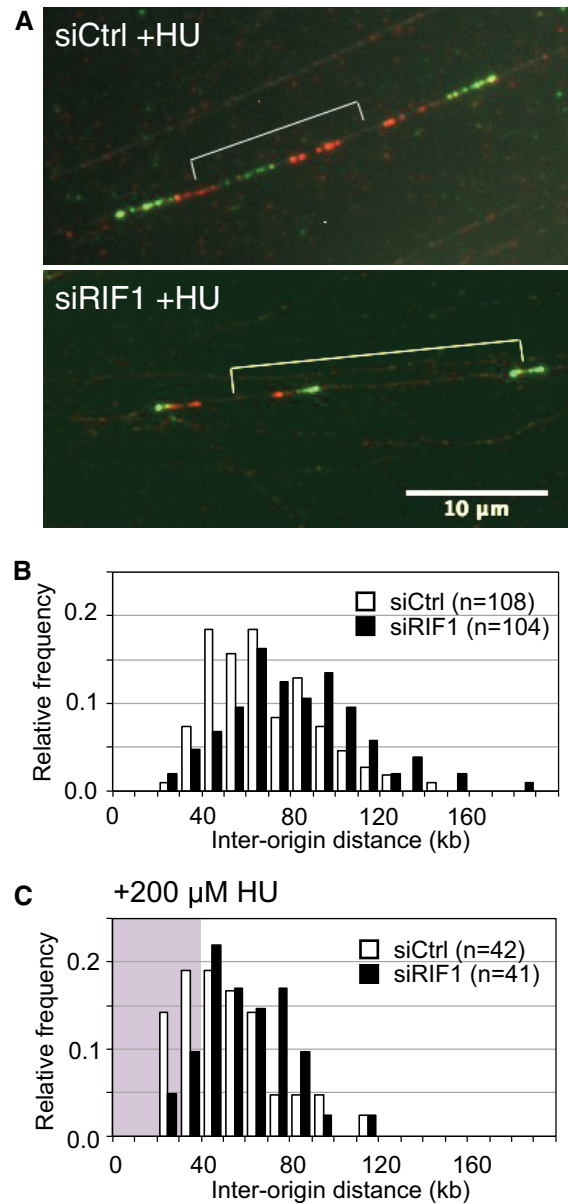 A
siCtrl +HU
siRIF1 +HU
10 µm
B
0.2
0.1
0.0
Relative frequency
siCtrl (n=108)
siRIF1 (n=104)
0 40 80 120 160
Inter-origin distance (kb)
C
+200 µM HU
0.2
0.1
0.0
Relative frequency
siCtrl (n=42)
siRIF1 (n=41)
0 40 80 120 160
Inter-origin distance (kb)